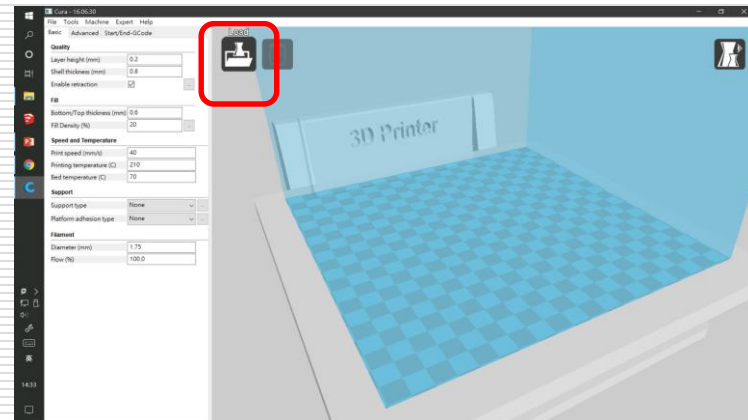 Cura - 16.06.30
File Tools Machine Expert Help
Basic Advanced Start/End-GCode
Quality
Layer height (mm) 0.2
Shell thickness (mm) 0.8
Enable retraction
Fill
Bottom/Top thickness (mm) 0.6
Fill Density (%) 20
Speed and Temperature
Print speed (mm/s) 40
Printing temperature (C) 210
Bed temperature (C) 70
Support
Support type None
Platform adhesion type None
Filament
Diameter (mm) 1.75
Flow (%) 100.0
Load
3D Printer
英
14:33